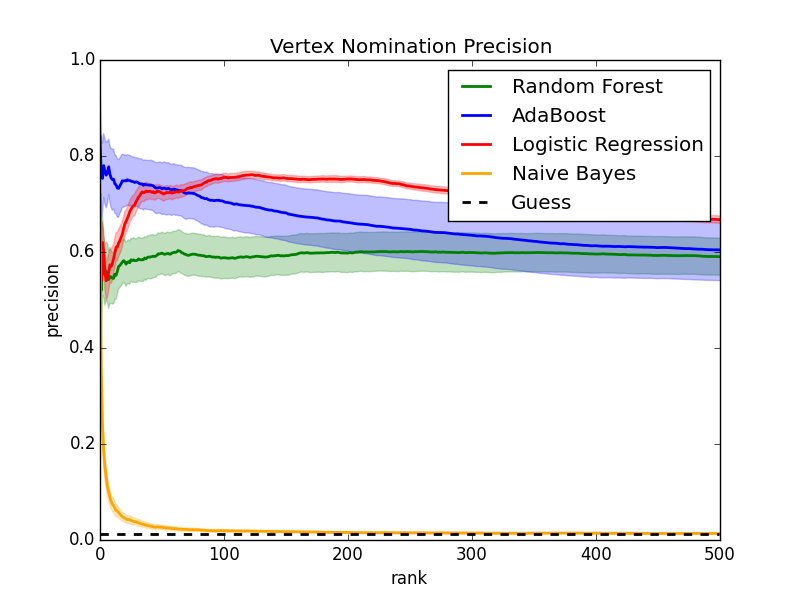 Vertex Nomination Precision
1.0
0.8
0.6
0.4
0.2
0.0
precision
Random Forest
AdaBoost
Logistic Regression
Naive Bayes
Guess
0 100 200 300 400 500
rank